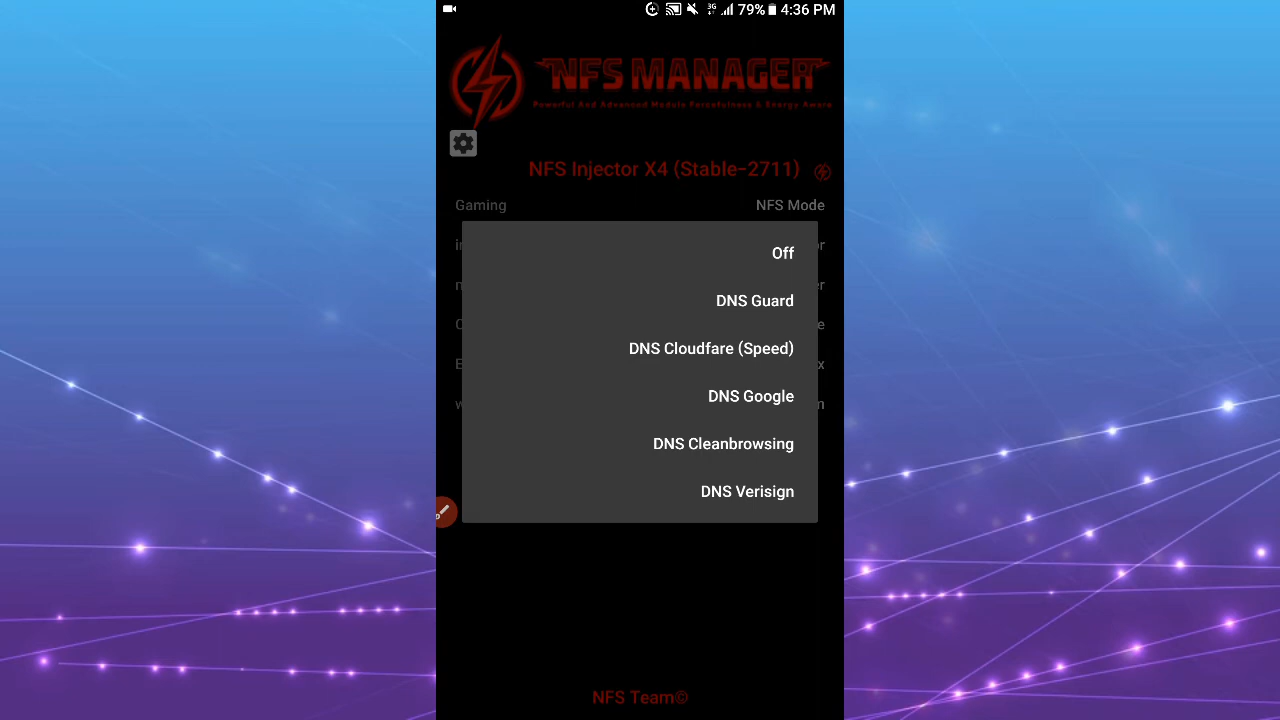 3G 79% 4:36 PM
NFS MANAGER
Powerful And Advanced Module Forcefulness & Energy Aware
NFS Injector X4 (Stable-2711)
Gaming NFS Mode
Off
DNS Guard
DNS Cloudfare (Speed)
DNS Google
DNS Cleanbrowsing
DNS Verisign
NFS Team©